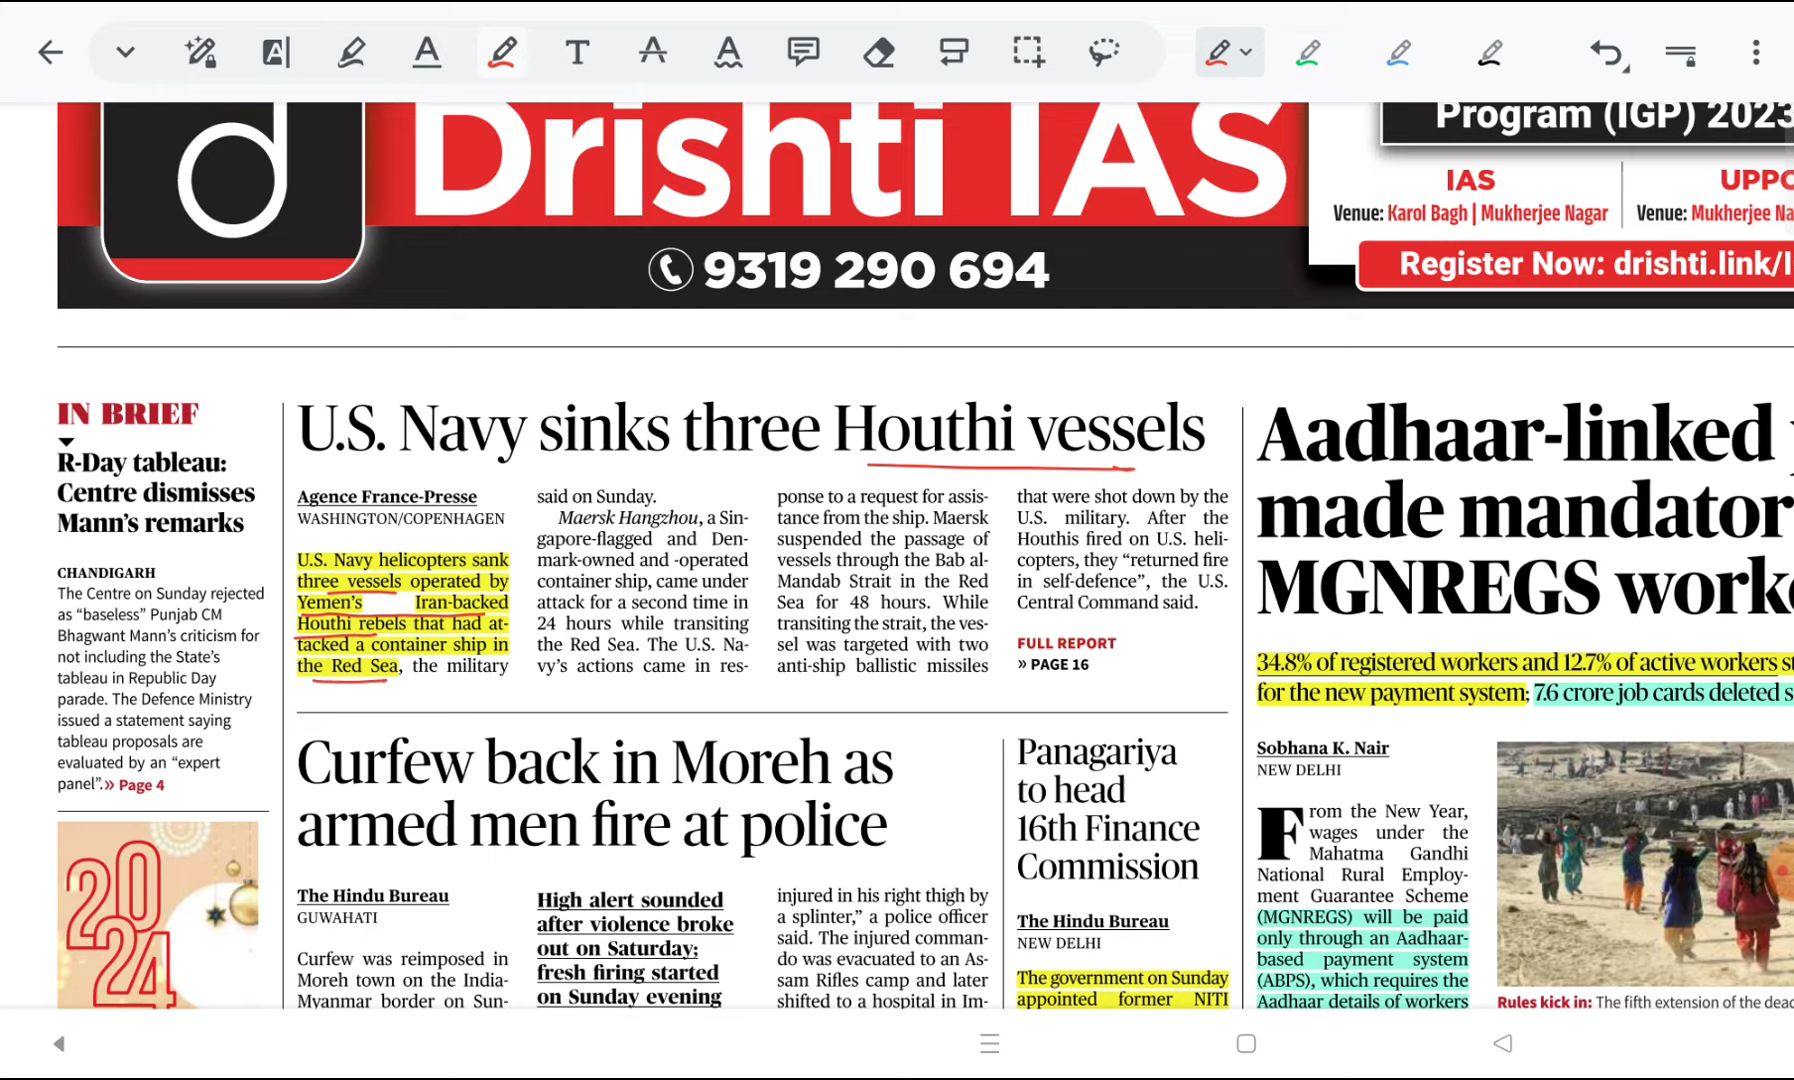 Drishti IAS
9319 290 694
Program (IGP) 2023
IAS
Venue: Karol Bagh | Mukherjee Nagar
Venue: Mukherjee
Register Now: drishti.link/
IN BRIEF
R-Day tableau:
Centre dismisses
Mann's remarks
CHANDIGARH
The Centre on Sunday rejected
as “baseless” Punjab CM
Bhagwant Mann's criticism for
not including the State's
tableau in Republic Day
parade. The Defence Ministry
issued a statement saying
tableau proposals are
evaluated by an “expert
panel”.» Page 4
2024
U.S. Navy sinks three Houthi vessels
Agence France-Presse
WASHINGTON/COPENHAGEN
U.S. Navy helicopters sank
three vessels operated by
Yemen's Iran-backed
Houthi rebels that had at-
tacked a container ship in
the Red Sea, the military
said on Sunday.
Maersk Hangzhou, a Sin-
gapore-flagged and Den-
mark-owned and -operated
container ship, came under
attack for a second time in
24 hours while transiting
the Red Sea. The U.S. Na-
vy's actions came in res-
ponse to a request for assis-
tance from the ship. Maersk
suspended the passage of
vessels through the Bab al-
Mandab Strait in the Red
Sea for 48 hours. While
transiting the strait, the ves-
sel was targeted with two
anti-ship ballistic missiles
that were shot down by the
U.S. military. After the
Houthis fired on U.S. heli-
copters, they “returned fire
in self-defence”, the U.S.
Central Command said.
FULL REPORT
» PAGE 16
Curfew back in Moreh as
armed men fire at police
The Hindu Bureau
GUWAHATI
Curfew was reimposed in
Moreh town on the India-
Myanmar border on Sun-
High alert sounded
after violence broke
out on Saturday;
fresh firing started
on Sunday evening
injured in his right thigh by
a splinter,” a police officer
said. The injured comman-
do was evacuated to an As-
sam Rifles camp and later
shifted to a hospital in Im-
Panagariya
to head
16th Finance
Commission
The Hindu Bureau
NEW DELHI
The government on Sunday
appointed former NITI
Aadhaar-linked
made mandator
MGNREGS work
34.8% of registered workers and 12.7% of active workers
for the new payment system; 7.6 crore job cards deleted
Sobhana K. Nair
NEW DELHI
From the New Year,
wages under the
Mahatma Gandhi
National Rural Employ-
ment Guarantee Scheme
(MGNREGS) will be paid
only through an Aadhaar-
based payment system
(ABPS), which requires the
Aadhaar details of workers
Rules kick in: The fifth extension of the